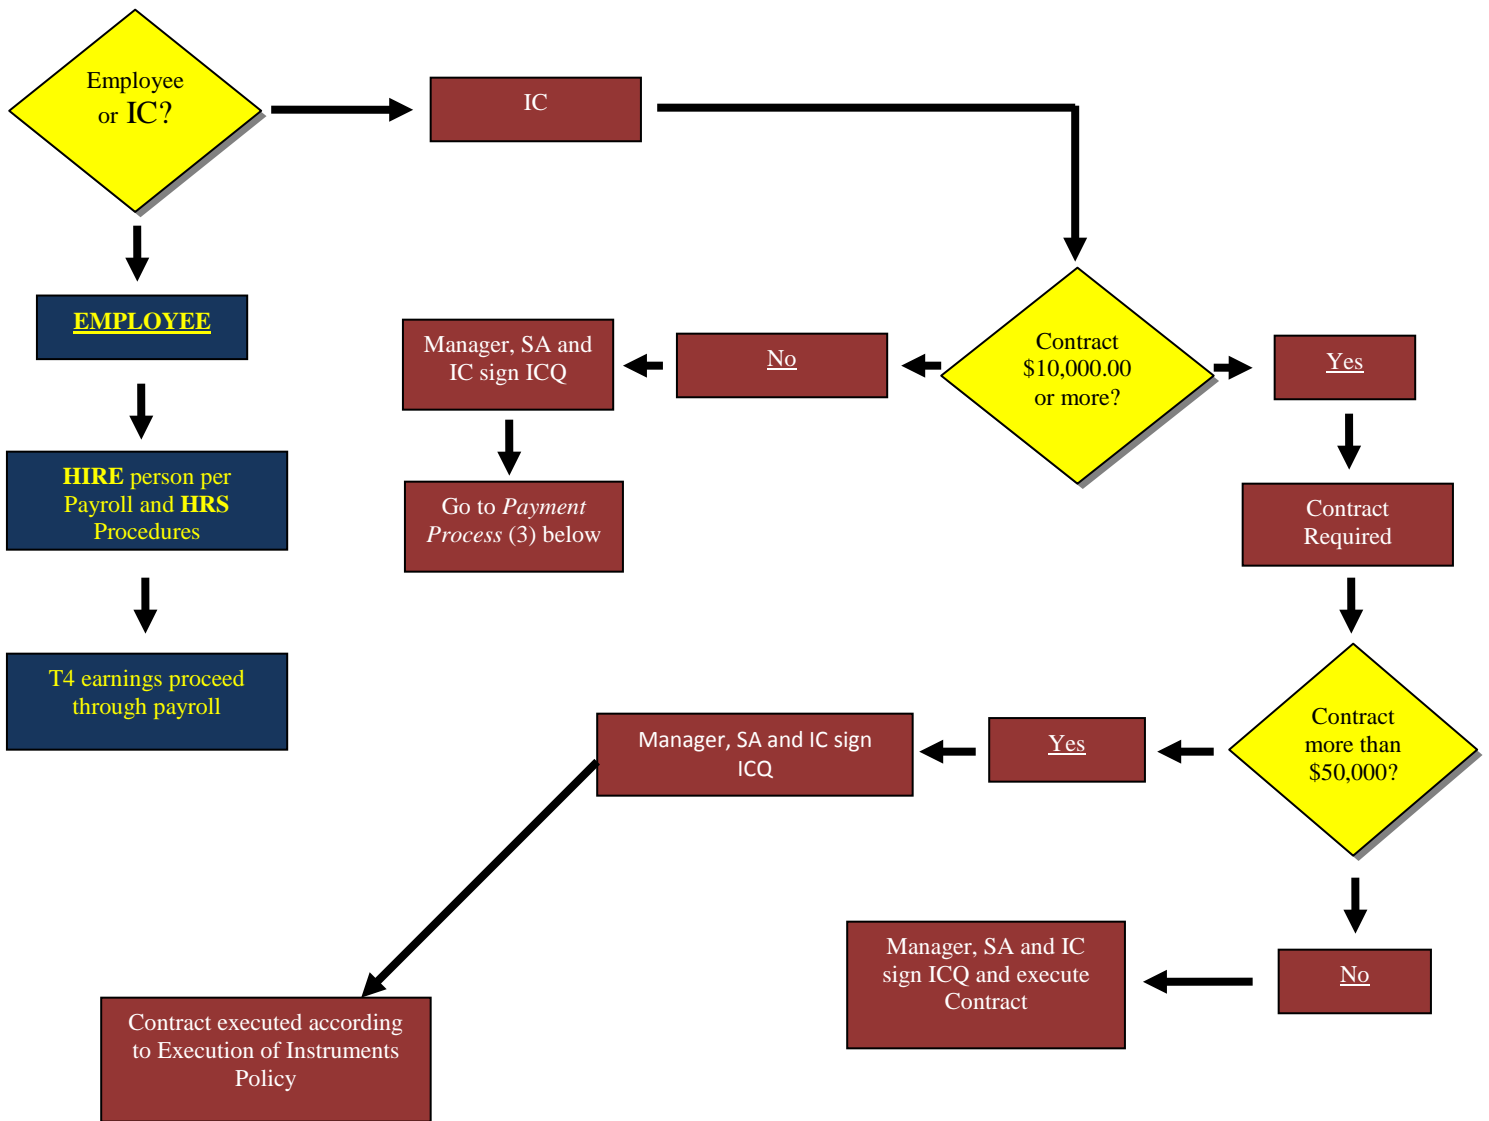 Employee
or IC?
IC
EMPLOYEE
Manager, SA and
IC sign ICQ
No
Contract
$10,000.00
or more?
Yes
HIRE person per
Payroll and HRS
Procedures
Go to Payment
Process (3) below
Contract
Required
T4 earnings proceed
through payroll
Manager, SA and IC sign
ICQ
Yes
Contract
more than
$50,000?
Manager, SA and IC
sign ICQ and execute
Contract
No
Contract executed according
to Execution of Instruments
Policy